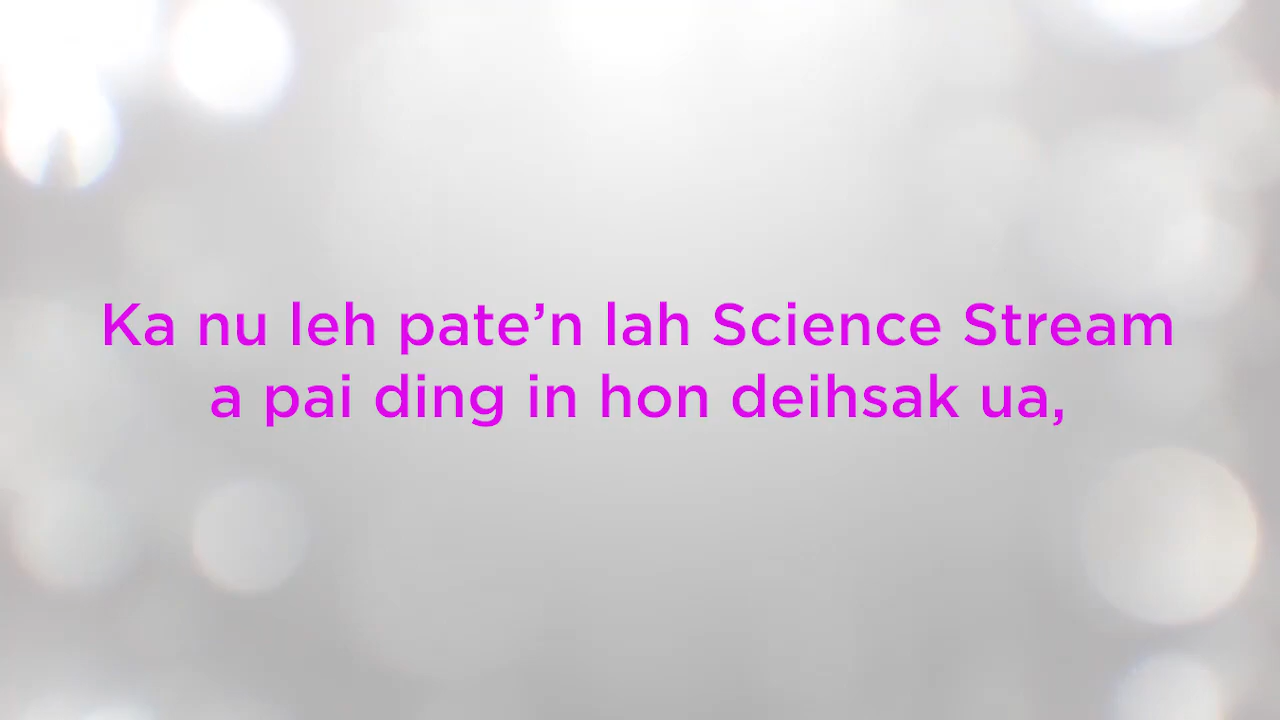 Ka nu leh pate’n lah Science Stream
a pai ding in hon deihsak ua,